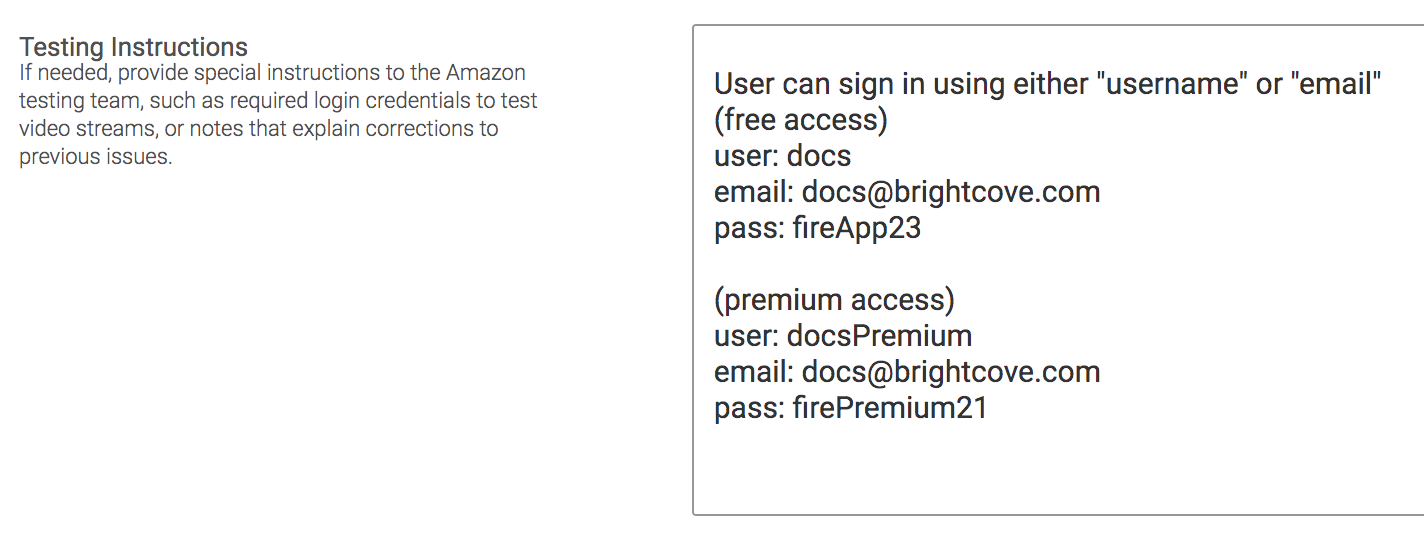 Testing Instructions
If needed, provide special instructions to the Amazon
testing team, such as required login credentials to test
video streams, or notes that explain corrections to
previous issues.
User can sign in using either "username" or "email"
(free access)
user: docs
email: docs@brightcove.com
pass: fireApp23
(premium access)
user: docsPremium
email: docs@brightcove.com
pass: firePremium21